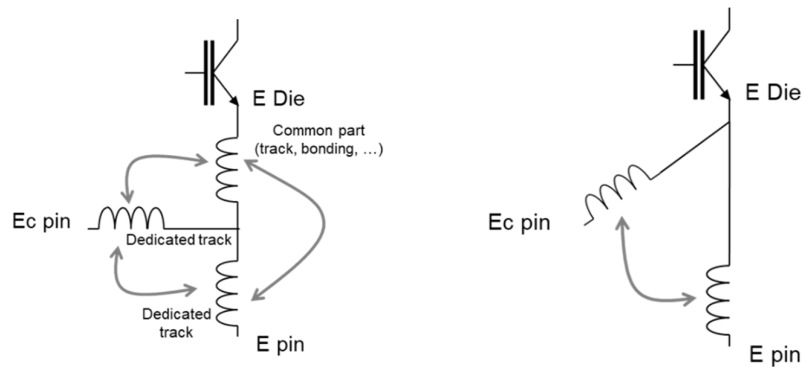 E Die
Common part
(track, bonding, ...)
Ec pin
Dedicated track
Dedicated
track
E pin
E Die
Ec pin
E pin